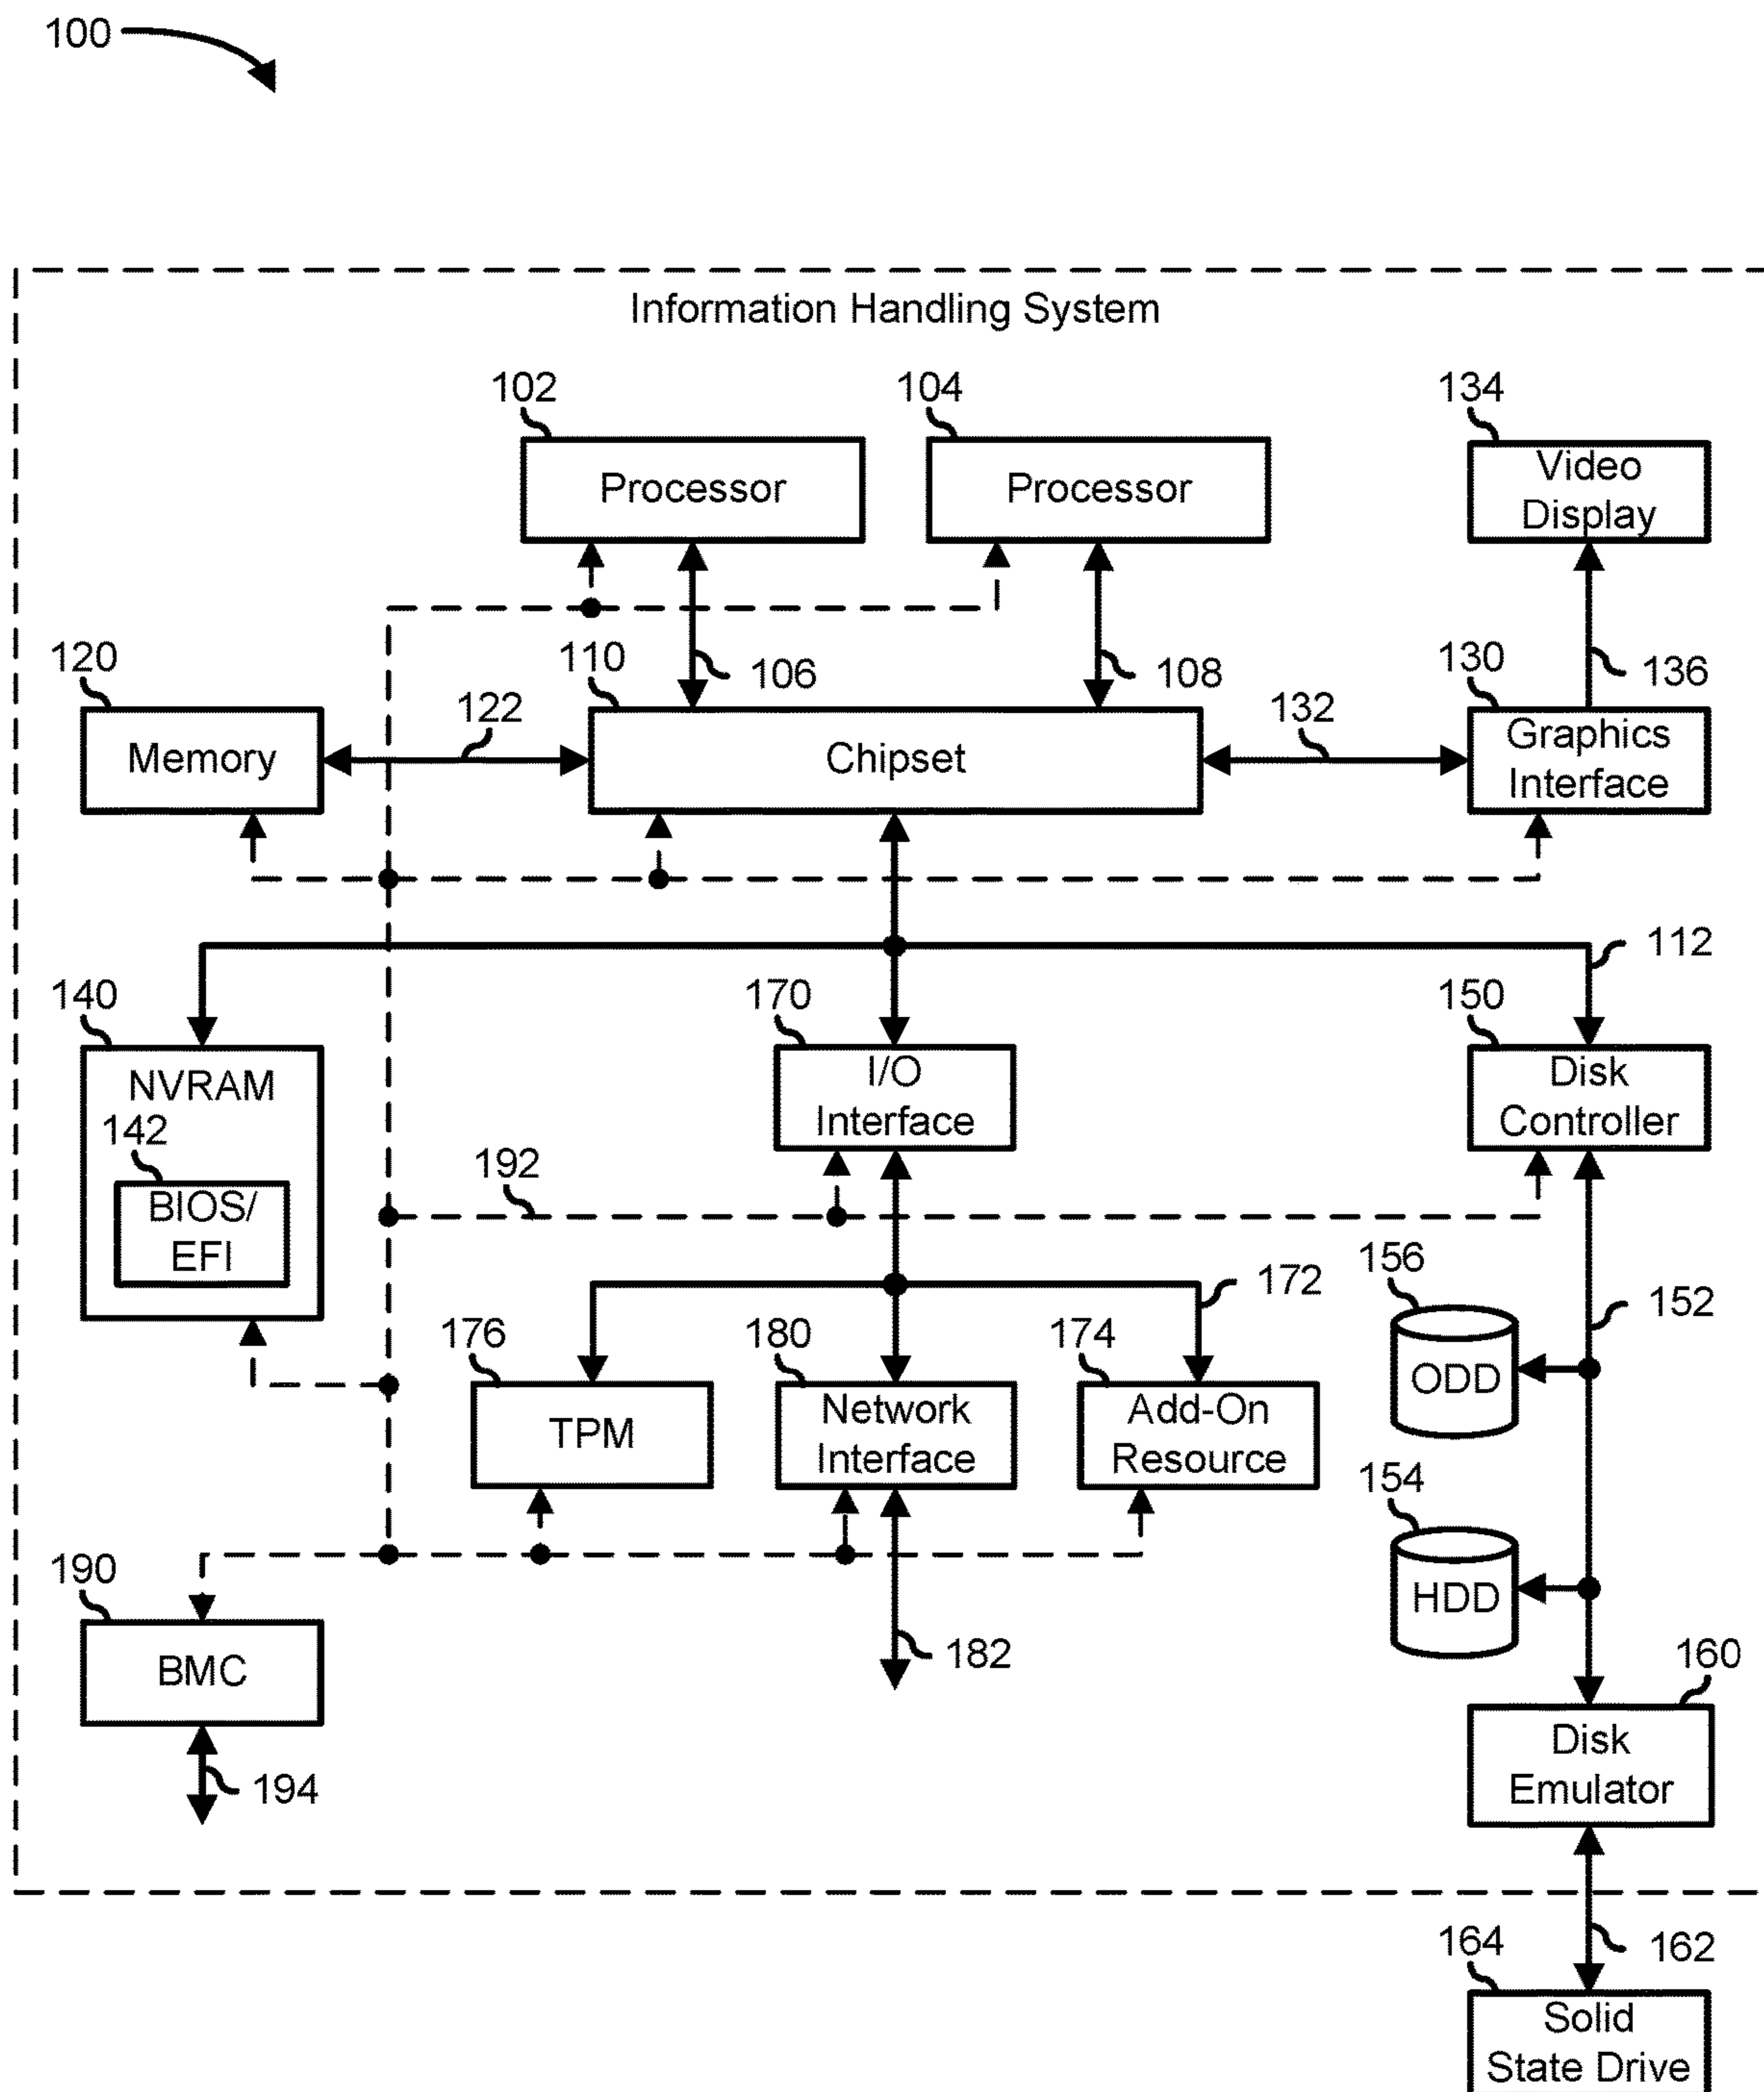 100
Information Handling System
102
104
134
Processor
Processor
Video
Display
120
110
106
108
130
136
122
132
Memory
Chipset
Graphics
Interface
112
140
170
150
NVRAM
I/O
Interface
Disk
Controller
142
BIOS/
EFI
192
156
172
152
176
180
174
ODD
TPM
Network
Interface
Add-On
Resource
154
HDD
190
182
160
BMC
Disk
Emulator
194
164
162
Solid
State Drive